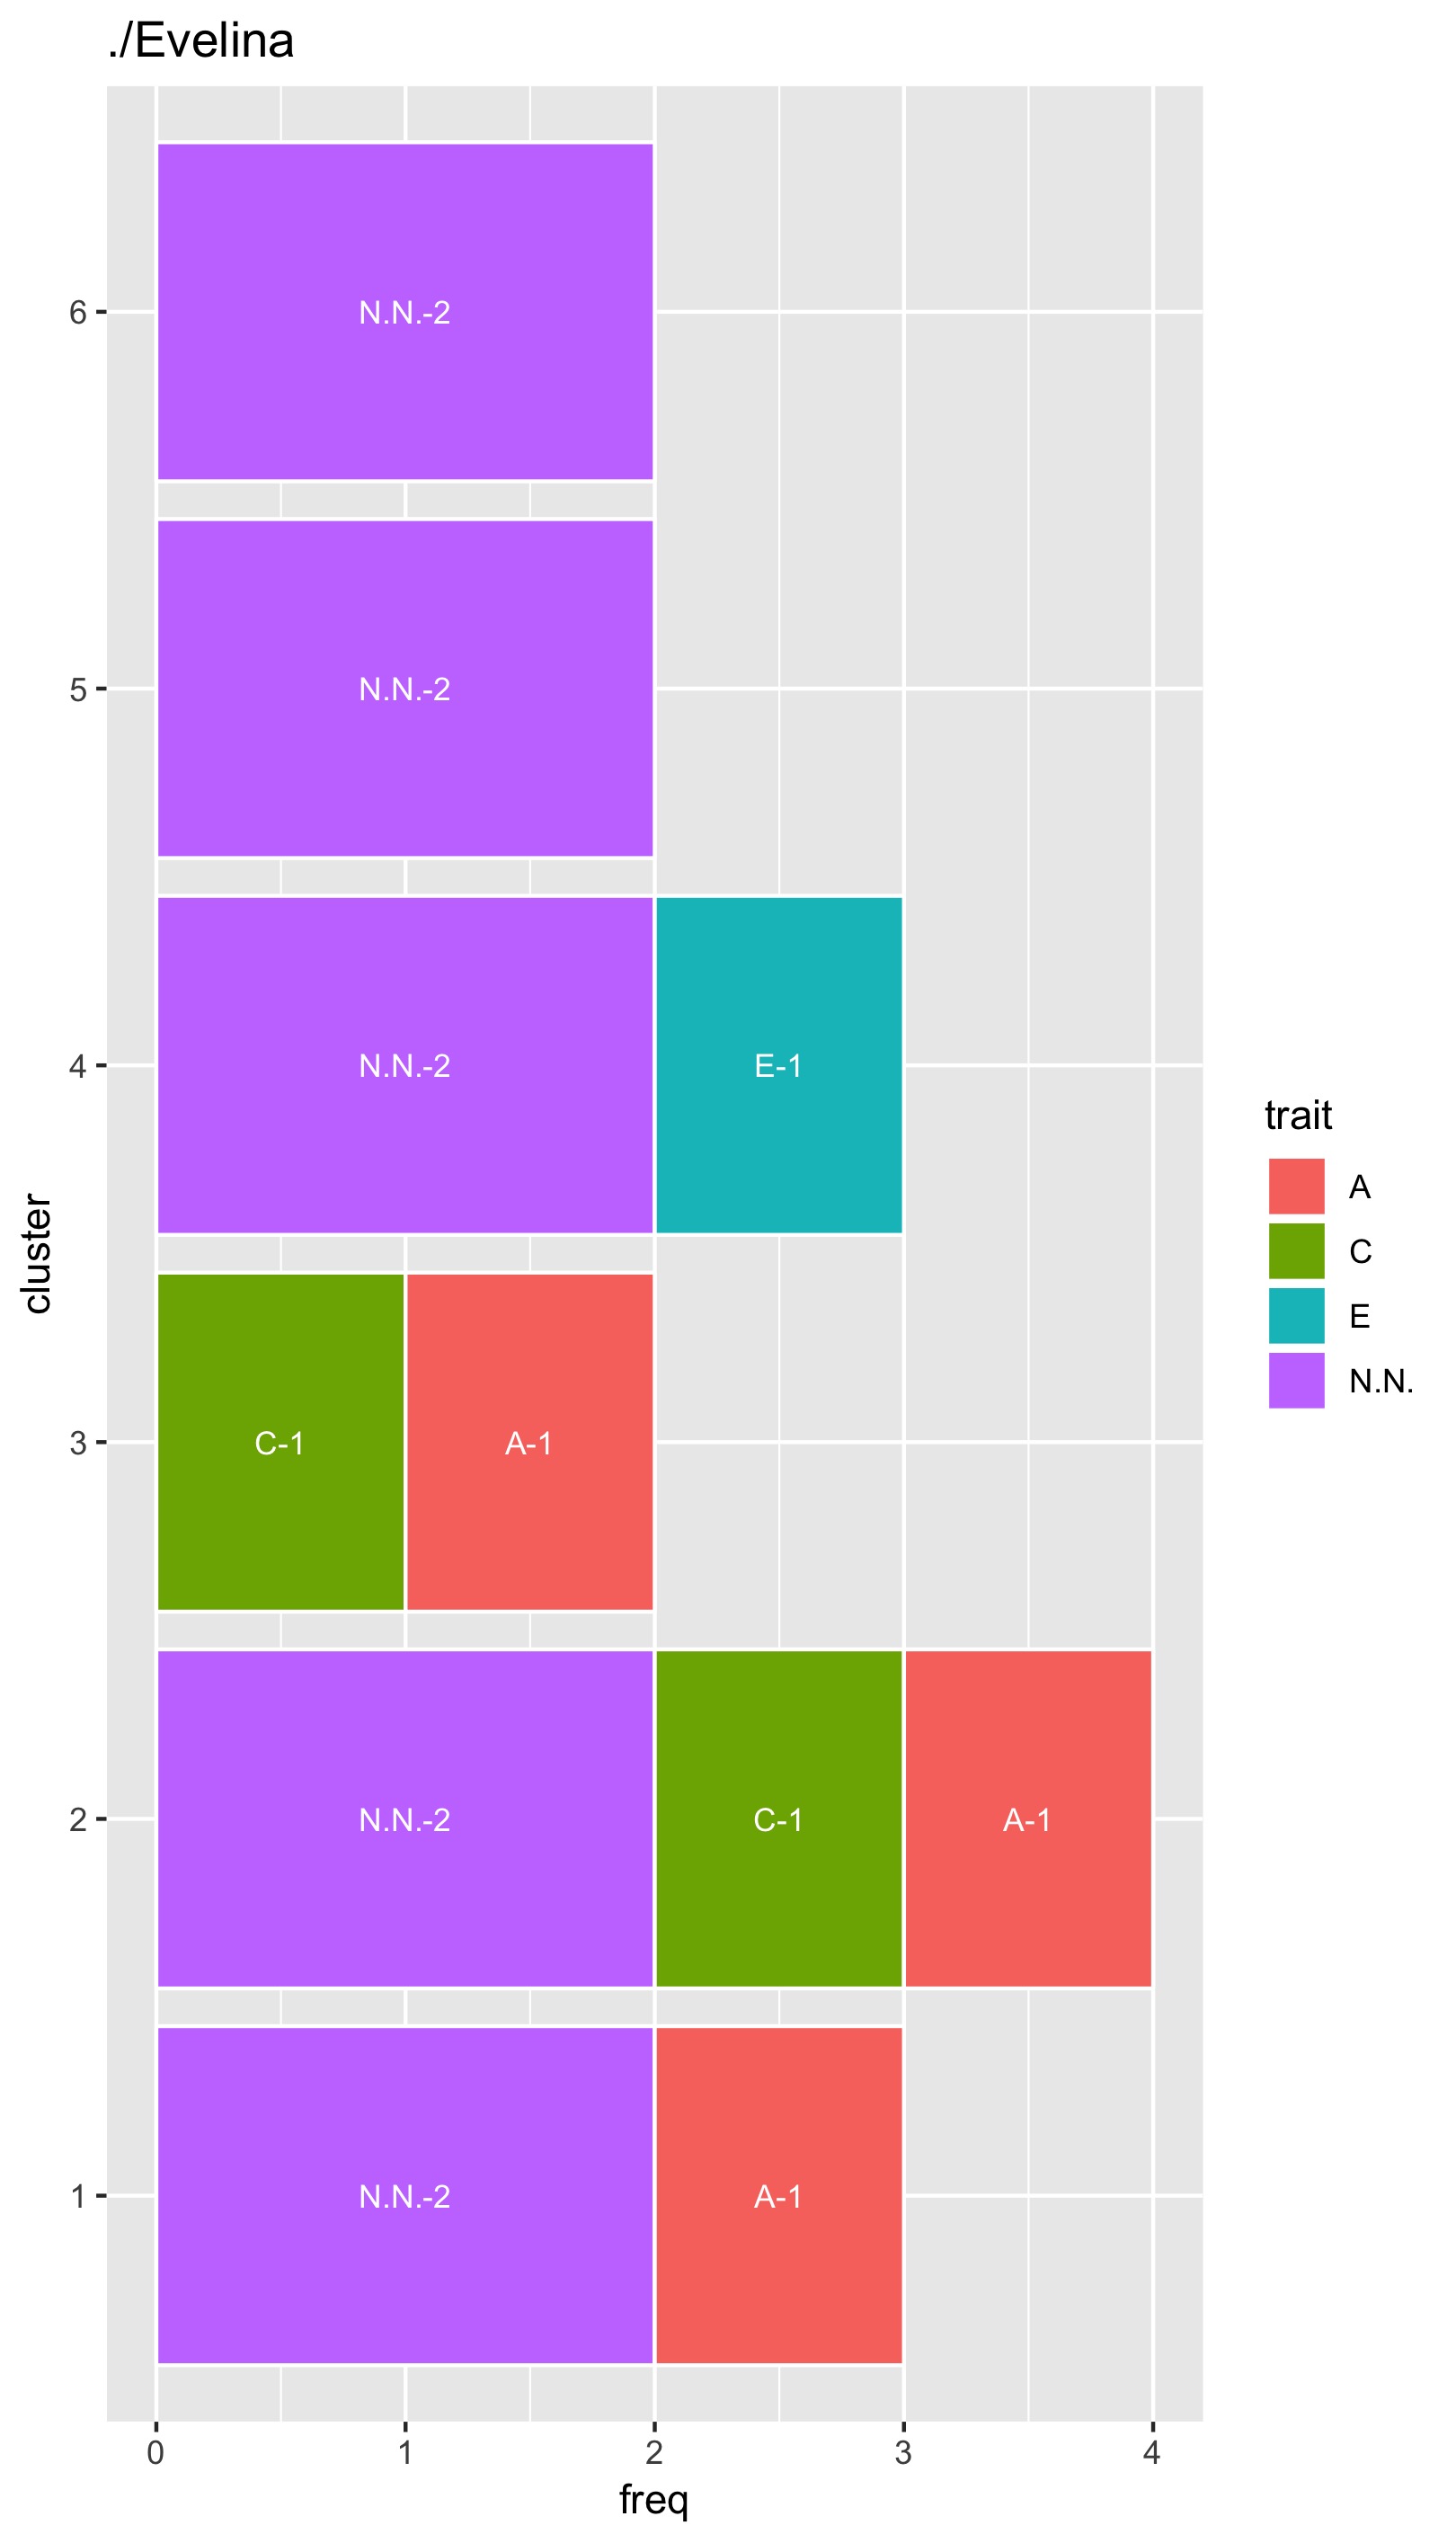 ./Evelina
6
N.N.-2
5
N.N.-2
4
N.N.-2 E-1
3
C-1 A-1
2
N.N.-2 C-1 A-1
1
N.N.-2 A-1
0 1 2 3 4
freq
cluster
trait
A
C
E
N.N.